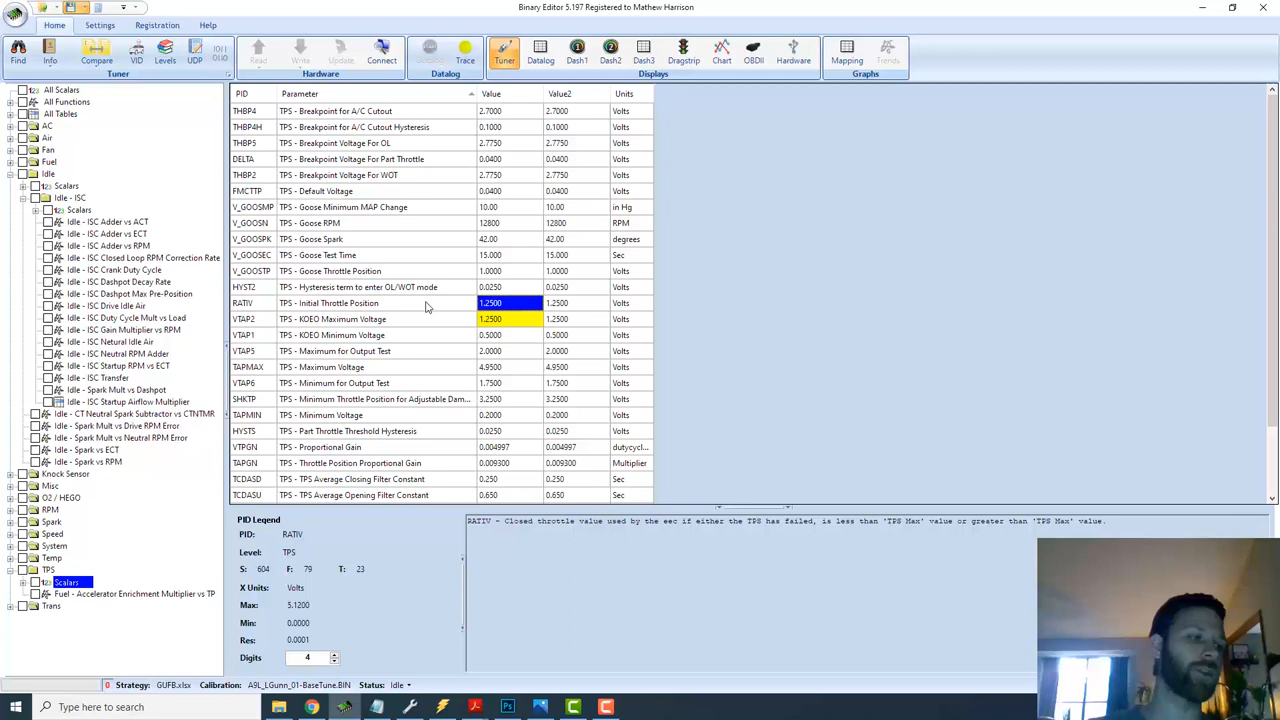 Binary Editor 5.197 Registered to Mathew Harrison
Home Settings Registration Help
Find Info Compare VID Levels UDP Read Write Update Connect Trace Tuner Datalog Dash1 Dash2 Dash3 Dragstrip Chart OBDII Hardware Mapping Trends
Tuner Hardware Datalog Displays Graphs
All Scalars
All Functions
All Tables
AC
Air
Fan
Fuel
Idle
Scalars
Idle - ISC
Scalars
Idle - ISC Adder vs ACT
Idle - ISC Adder vs ECT
Idle - ISC Adder vs RPM
Idle - ISC Closed Loop RPM Correction Rate
Idle - ISC Crank Duty Cycle
Idle - ISC Dashpot Decay Rate
Idle - ISC Dashpot Max Pre-Position
Idle - ISC Drive Idle Air
Idle - ISC Duty Cycle Mult vs Load
Idle - ISC Gain Multiplier vs RPM
Idle - ISC Netural Idle Air
Idle - ISC Neutral RPM Adder
Idle - ISC Startup RPM vs ECT
Idle - ISC Transfer
Idle - Spark Mult vs Dashpot
Idle - ISC Startup Airflow Multiplier
Idle - CT Neutral Spark Subtractor vs CTNTMR
Idle - Spark Mult vs Drive RPM Error
Idle - Spark Mult vs Neutral RPM Error
Idle - Spark vs ECT
Idle - Spark vs RPM
Knock Sensor
Misc
O2 / HEGO
RPM
Spark
Speed
System
Temp
TPS
Scalars
Fuel - Accelerator Enrichment Multiplier vs TP
Trans
PID Parameter Value Value2 Units
THBP4 TPS - Breakpoint for A/C Cutout 2.7000 2.7000 Volts
THBP4H TPS - Breakpoint for A/C Cutout Hysteresis 0.1000 0.1000 Volts
THBP5 TPS - Breakpoint Voltage For OL 2.7750 2.7750 Volts
DELTA TPS - Breakpoint Voltage For Part Throttle 0.0400 0.0400 Volts
THBP2 TPS - Breakpoint Voltage For WOT 2.7750 2.7750 Volts
FMCTTP TPS - Default Voltage 0.0400 0.0400 Volts
V_GOOSMP TPS - Goose Minimum MAP Change 10.00 10.00 in Hg
V_GOOSN TPS - Goose RPM 12800 12800 RPM
V_GOOSPK TPS - Goose Spark 42.00 42.00 degrees
V_GOOSEC TPS - Goose Test Time 15.000 15.000 Sec
V_GOOSTP TPS - Goose Throttle Position 1.0000 1.0000 Volts
HYST2 TPS - Hysteresis term to enter OL/WOT mode 0.0250 0.0250 Volts
RATIV TPS - Initial Throttle Position 1.2500 1.2500 Volts
VTAP2 TPS - KOEO Maximum Voltage 1.2500 1.2500 Volts
VTAP1 TPS - KOEO Minimum Voltage 0.5000 0.5000 Volts
VTAP5 TPS - Maximum for Output Test 2.0000 2.0000 Volts
TAPMAX TPS - Maximum Voltage 4.9500 4.9500 Volts
VTAP6 TPS - Minimum for Output Test 1.7500 1.7500 Volts
SHKTP TPS - Minimum Throttle Position for Adjustable Dam... 3.2500 3.2500 Volts
TAPMIN TPS - Minimum Voltage 0.2000 0.2000 Volts
HYSTS TPS - Part Throttle Threshold Hysteresis 0.0250 0.0250 Volts
VTPGN TPS - Proportional Gain 0.004997 0.004997 dutycycl...
TAPGN TPS - Throttle Position Proportional Gain 0.009300 0.009300 Multiplier
TCDASD TPS - TPS Average Closing Filter Constant 0.250 0.250 Sec
TCDASU TPS - TPS Average Opening Filter Constant 0.650 0.650 Sec
PID Legend
PID: RATIV
Level: TPS
S: 604 F: 79 T: 23
X Units: Volts
Max: 5.1200
Min: 0.0000
Res: 0.0001
Digits 4
RATIV - Closed throttle value used by the eec if either the TPS has failed, is less than 'TPS Max' value or greater than 'TPS Max' value.
0 Strategy: GUFB.xlsx Calibration: A9L_LGunn_01-BaseTune.BIN Status: Idle
Type here to search